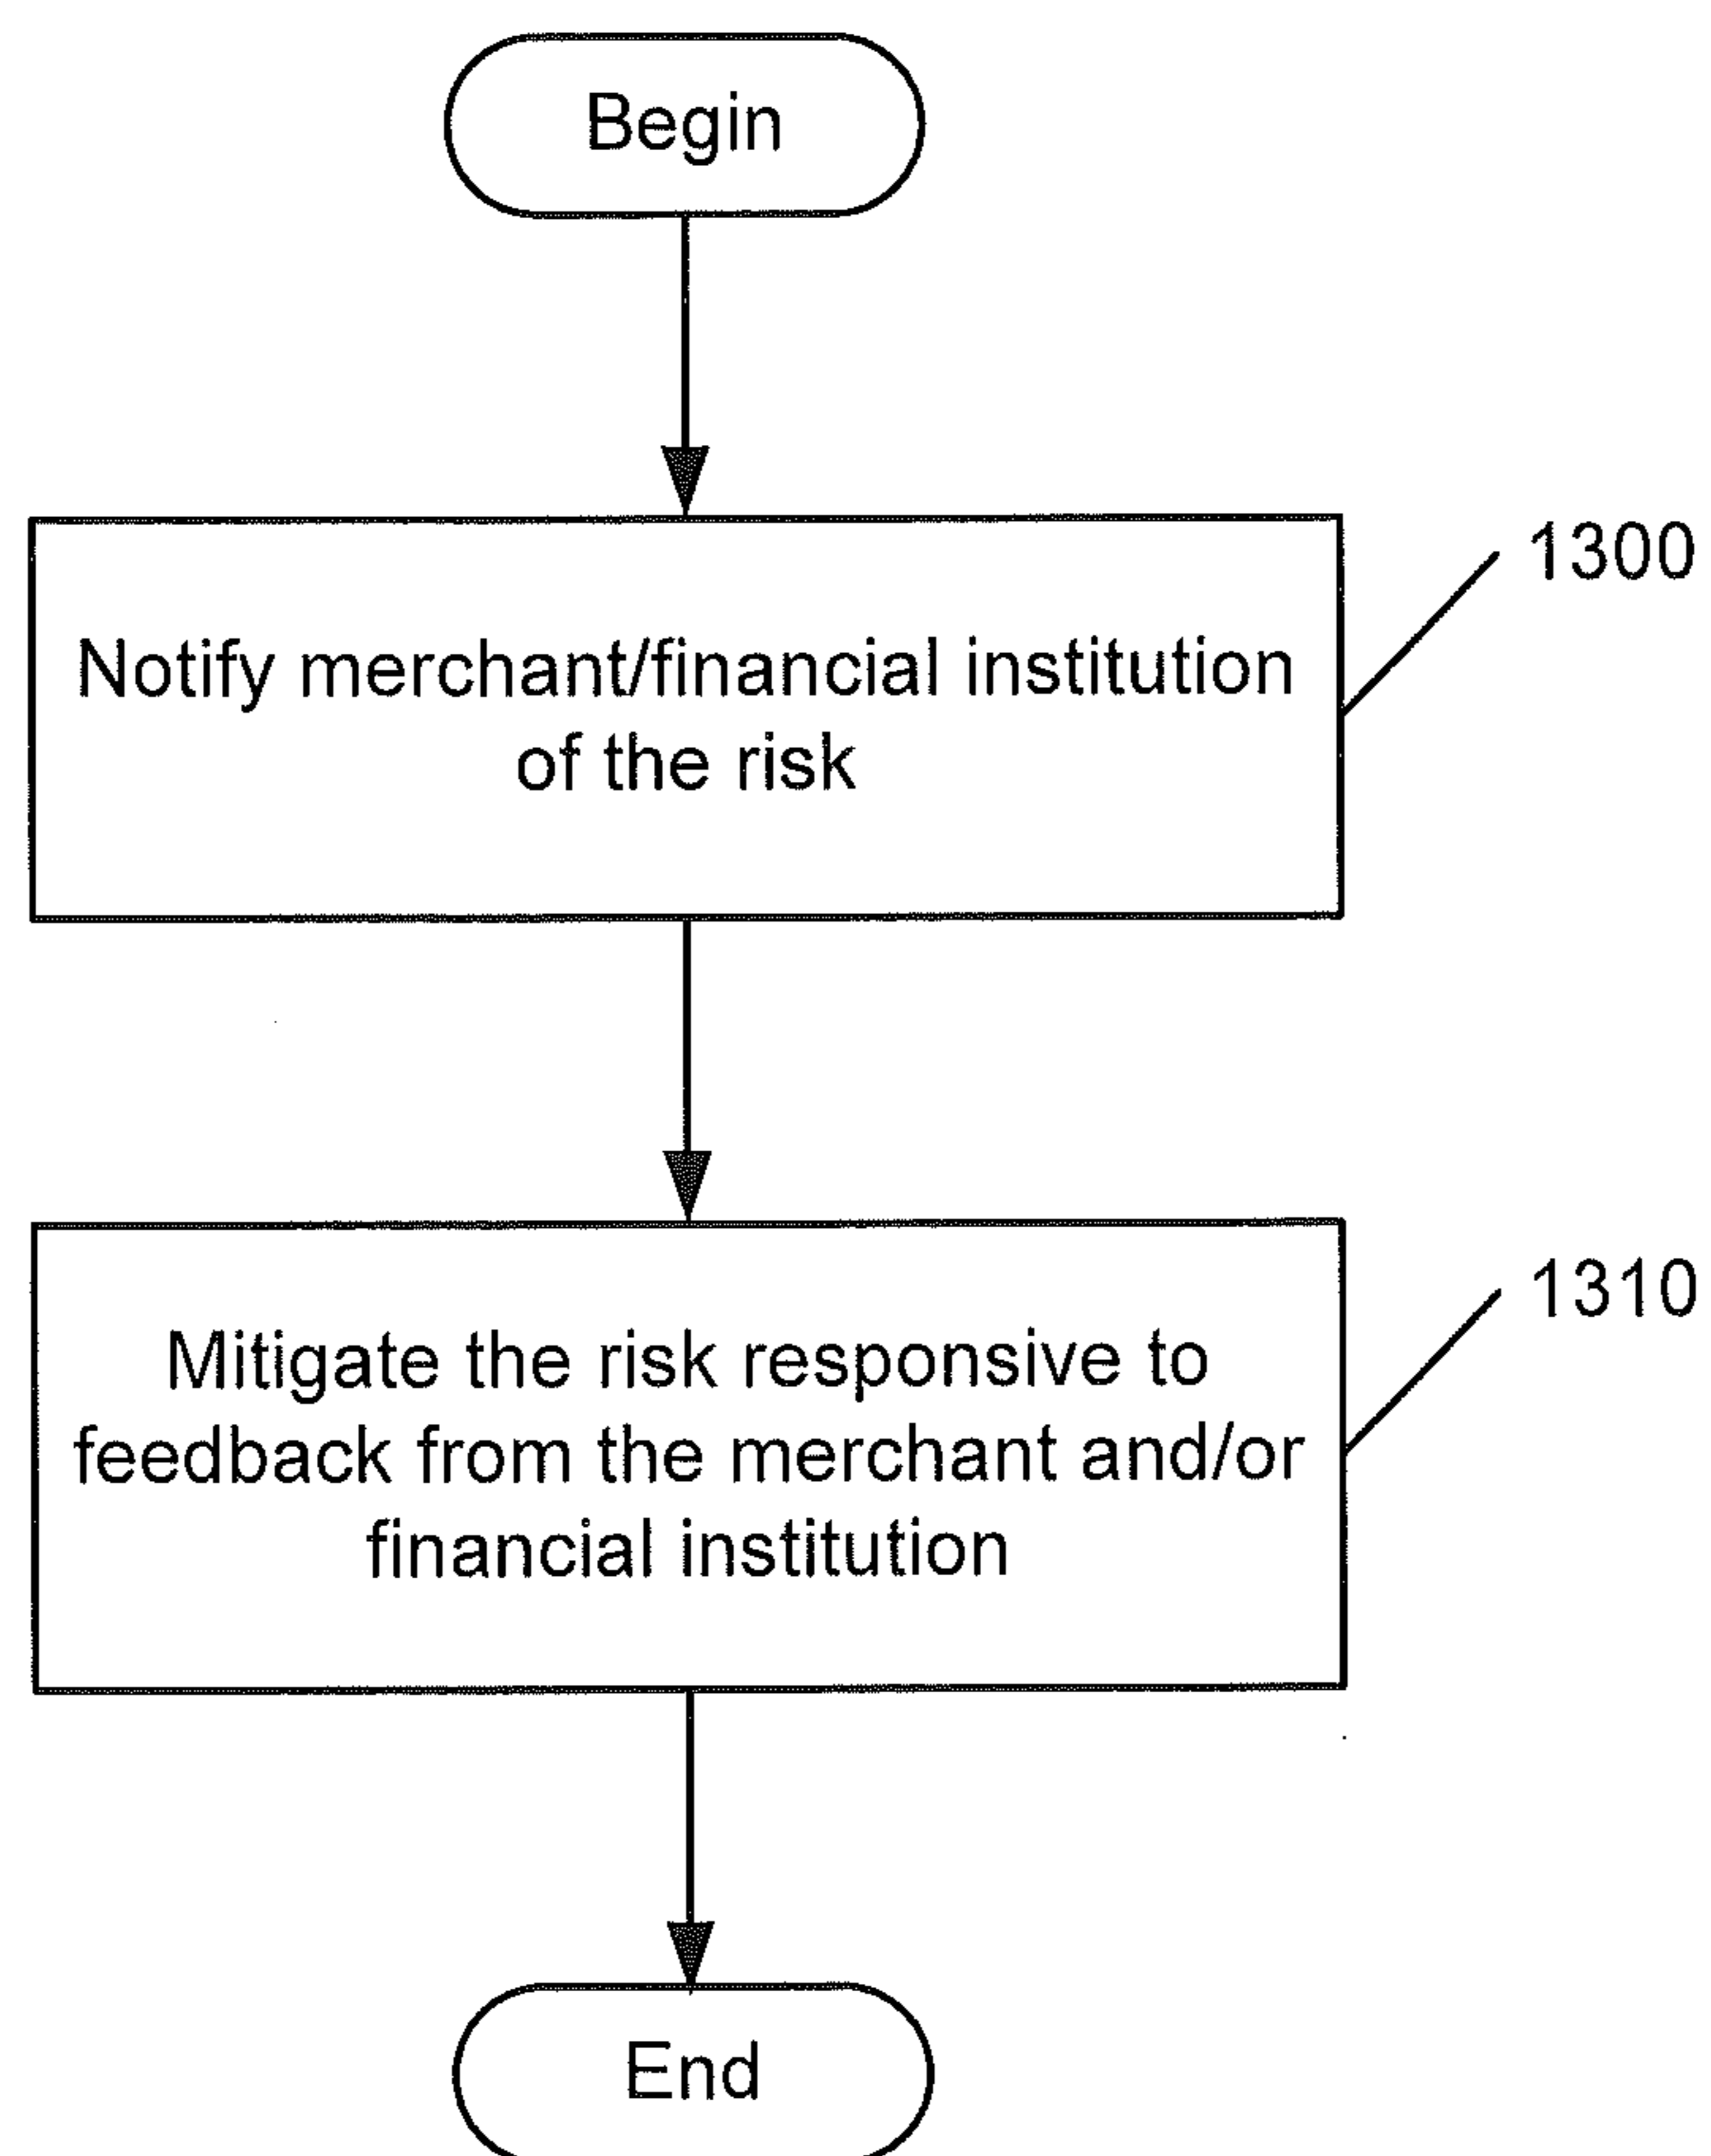 Begin
1300
Notify merchant/financial institution
of the risk
1310
Mitigate the risk responsive to
feedback from the merchant and/or
financial institution
End